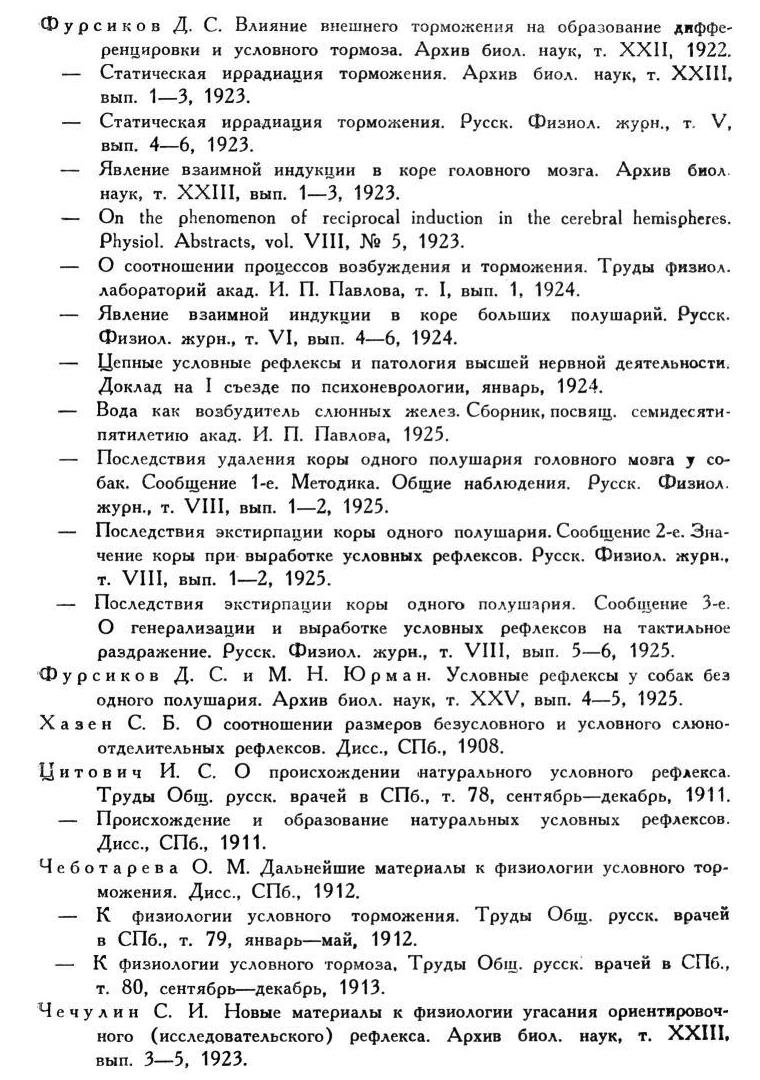 Фурсиков Д. С. Влияние внешнего торможения на образование диффе-
ренцировки и условного тормоза. Архив биол. наук, т. XXII, 1922.
— Статическая иррадиация торможения. Архив биол. наук, т. XXIII,
вып. 1—3, 1923.
— Статическая иррадиация торможения. Русск. Физиол. журн., т. V,
вып. 4—6, 1923.
— Явление взаимной индукции в коре головного мозга. Архив биол.
наук, т. XXIII, вып. 1—3, 1923.
— On the phenomenon of reciprocal induction in the cerebral hemispheres.
Physiol. Abstracts, vol. VIII, № 5, 1923.
— О соотношении процессов возбуждения и торможения. Труды физиол.
лабораторий акад. И. П. Павлова, т. I, вып. 1, 1924.
— Явление взаимной индукции в коре больших полушарий. Русск.
Физиол. журн., т. VI, вып. 4—6, 1924.
— Цепные условные рефлексы и патология высшей нервной деятельности.
Доклад на I съезде по психоневрологии, январь, 1924.
— Вода как возбудитель слюнных желез. Сборник, посвящ. семидесяти-
пятилетию акад. И. П. Павлова, 1925.
— Последствия удаления коры одного полушария головного мозга у со-
бак. Сообщение 1-е. Методика. Общие наблюдения. Русск. Физиол.
журн., т. VIII, вып. 1—2, 1925.
— Последствия экстирпации коры одного полушария. Сообщение 2-е. Зна-
чение коры при выработке условных рефлексов. Русск. Физиол. журн.,
т. VIII, вып. 1—2, 1925.
— Последствия экстирпации коры одного полушария. Сообщение 3-е.
О генерализации и выработке условных рефлексов на тактильное
раздражение. Русск. Физиол. журн., т. VIII, вып. 5—6, 1925.
Фурсиков Д. С. и М. Н. Юрман. Условные рефлексы у собак без
одного полушария. Архив биол. наук, т. XXV, вып. 4—5, 1925.
Хазен С. Б. О соотношении размеров безусловного и условного слюно-
отделительных рефлексов. Дисс., СПб., 1908.
Цитович И. С. О происхождении натурального условного рефлекса.
Труды Общ. русск. врачей в СПб., т. 78, сентябрь—декабрь, 1911.
— Происхождение и образование натуральных условных рефлексов.
Дисс., СПб., 1911.
Чеботарева О. М. Дальнейшие материалы к физиологии условного тор-
можения. Дисс., СПб., 1912.
— К физиологии условного торможения. Труды Общ. русск. врачей
в СПб., т. 79, январь—май, 1912.
— К физиологии условного тормоза. Труды Общ. русск. врачей в СПб.,
т. 80, сентябрь—декабрь, 1913.
Чечулин С. И. Новые материалы к физиологии угасания ориентировоч-
ного (исследовательского) рефлекса. Архив биол. наук, т. XXIII,
вып. 3—5, 1923.